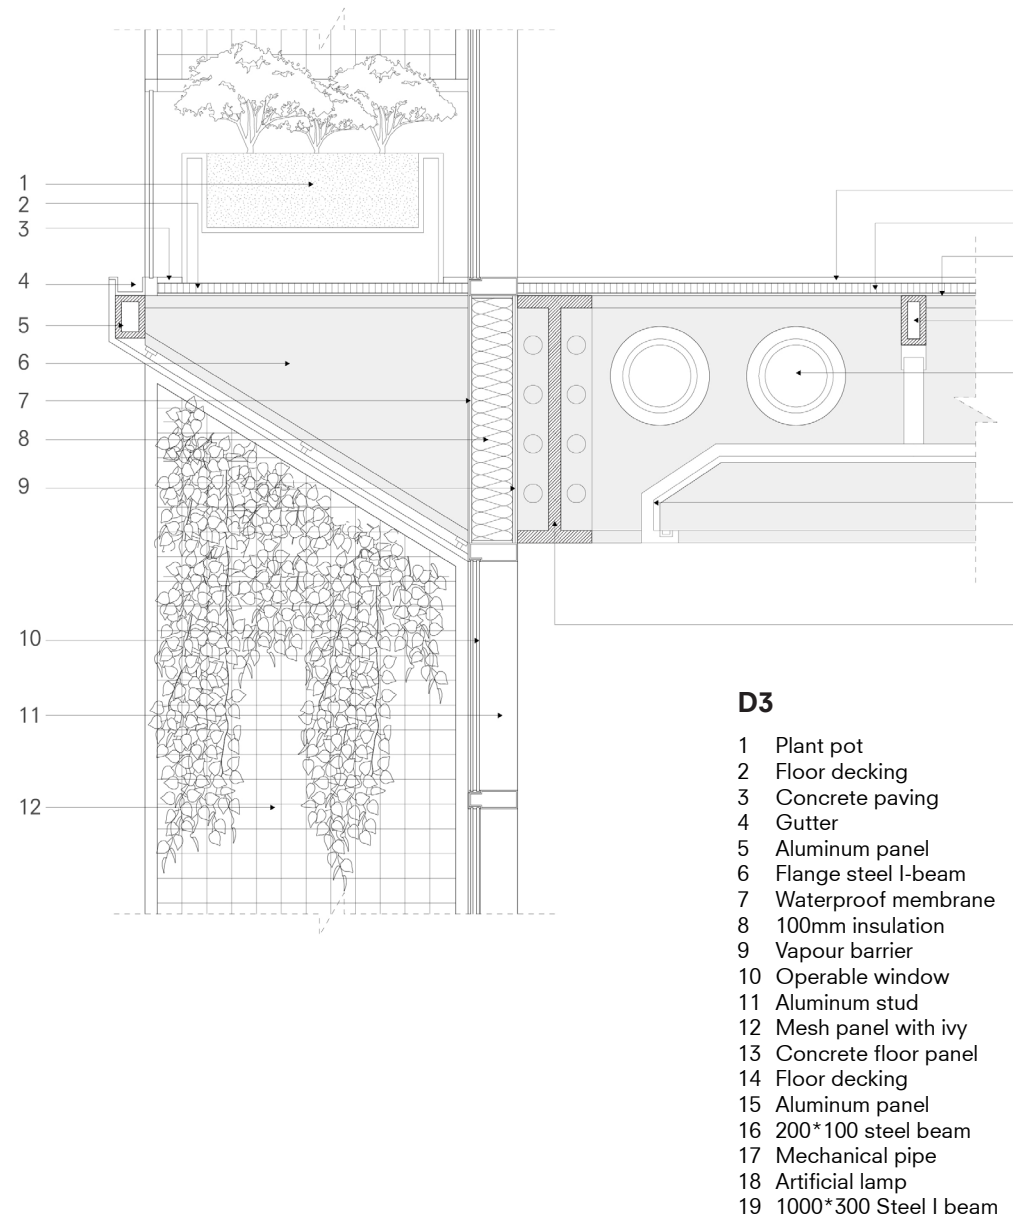 1
2
3
4
5
6
7
8
9
10
11
12
D3
1 Plant pot
2 Floor decking
3 Concrete paving
4 Gutter
5 Aluminum panel
6 Flange steel I-beam
7 Waterproof membrane
8 100mm insulation
9 Vapour barrier
10 Operable window
11 Aluminum stud
12 Mesh panel with ivy
13 Concrete floor panel
14 Floor decking
15 Aluminum panel
16 200*100 steel beam
17 Mechanical pipe
18 Artificial lamp
19 1000*300 Steel I beam